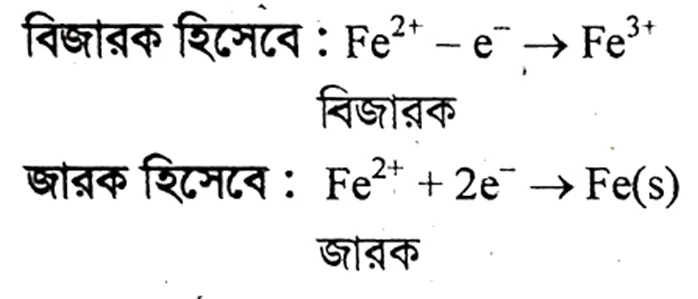 বিজারক হিসেবে : Fe²⁺ – e⁻ → Fe³⁺
বিজারক
জারক হিসেবে : Fe²⁺ + 2e⁻ → Fe(s)
জারক